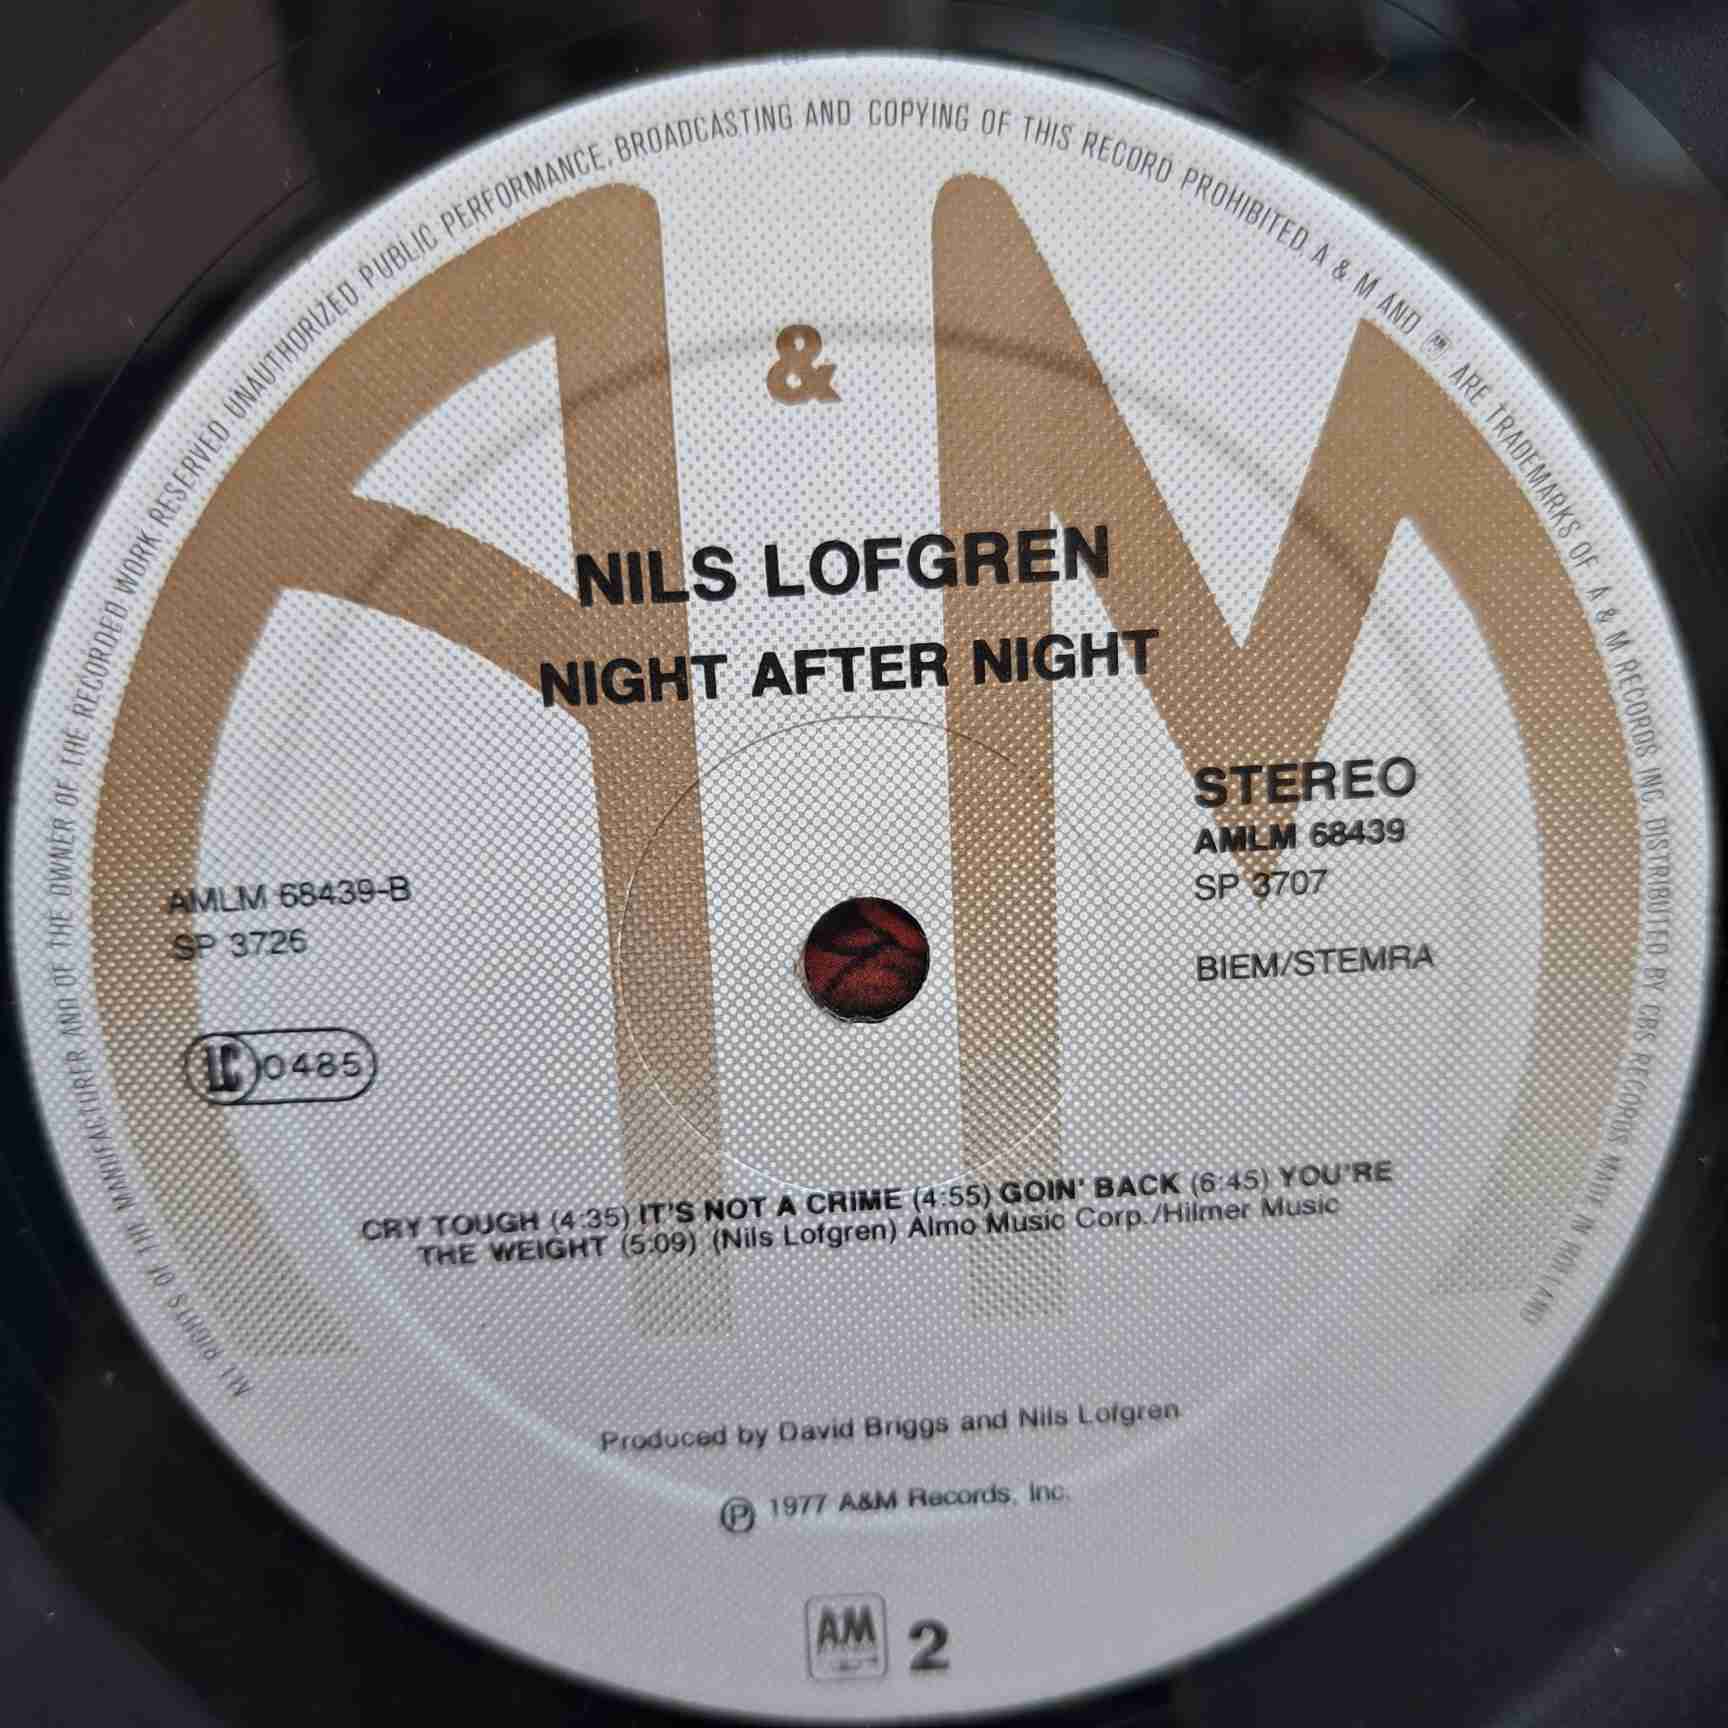 ALL RIGHTS OF THE MANUFACTURER AND OF THE OWNER OF THE RECORDED WORK RESERVED UNAUTHORIZED PUBLIC PERFORMANCE, BROADCASTING AND COPYING OF THIS RECORD PROHIBITED A & M AND AM ARE TRADEMARKS OF A & M RECORDS INC DISTRIBUTED BY CBS RECORDS MADE IN HOLLAND
A & M
NILS LOFGREN
NIGHT AFTER NIGHT
STEREO
AMLM 68439
SP 3707
BIEM/STEMRA
AMLM 68439-B
SP 3726
LC 0485
CRY TOUGH (4:35) IT'S NOT A CRIME (4:55) GOIN' BACK (6:45) YOU'RE
THE WEIGHT (5:09) (Nils Lofgren) Almo Music Corp./Hilmer Music
Produced by David Briggs and Nils Lofgren
Ⓟ 1977 A&M Records, Inc.
AM 2